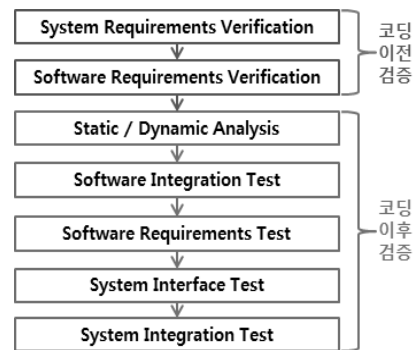 System Requirements Verification
Software Requirements Verification
코딩
이전
검증
Static / Dynamic Analysis
Software Integration Test
Software Requirements Test
System Interface Test
System Integration Test
코딩
이후
검증